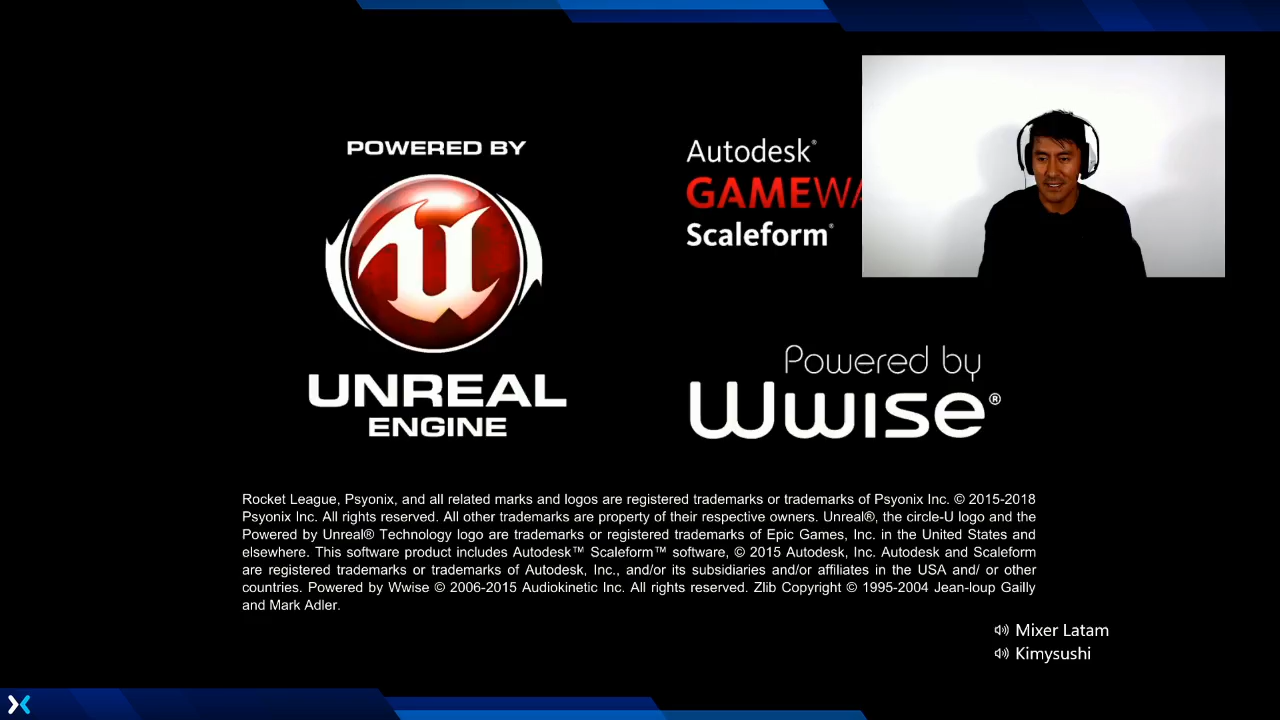 POWERED BY
UNREAL
ENGINE
Autodesk®
GAMEWA
Scaleform®
Powered by
Wwise®
Rocket League, Psyonix, and all related marks and logos are registered trademarks or trademarks of Psyonix Inc. © 2015-2018
Psyonix Inc. All rights reserved. All other trademarks are property of their respective owners. Unreal®, the circle-U logo and the
Powered by Unreal® Technology logo are trademarks or registered trademarks of Epic Games, Inc. in the United States and
elsewhere. This software product includes Autodesk™ Scaleform™ software, © 2015 Autodesk, Inc. Autodesk and Scaleform
are registered trademarks or trademarks of Autodesk, Inc., and/or its subsidiaries and/or affiliates in the USA and/ or other
countries. Powered by Wwise © 2006-2015 Audiokinetic Inc. All rights reserved. Zlib Copyright © 1995-2004 Jean-loup Gailly
and Mark Adler.
Mixer Latam
Kimysushi